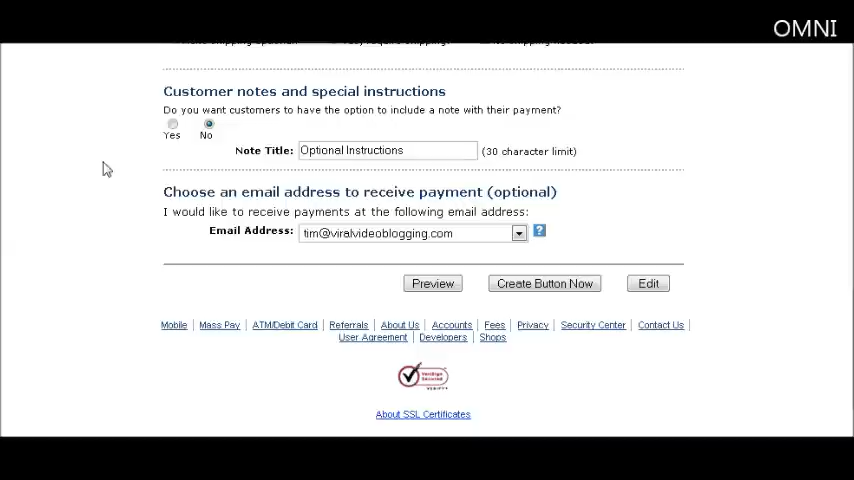 OMNI
Customer notes and special instructions
Do you want customers to have the option to include a note with their payment?
Yes No
Note Title: Optional Instructions (30 character limit)
Choose an email address to receive payment (optional)
I would like to receive payments at the following email address:
Email Address: tim@viralvideoblogging.com ?
Preview Create Button Now Edit
Mobile | Mass Pay | ATM/Debit Card | Referrals | About Us | Accounts | Fees | Privacy | Security Center | Contact Us |
User Agreement | Developers | Shops
VeriSign
Secured
VERIFY
About SSL Certificates